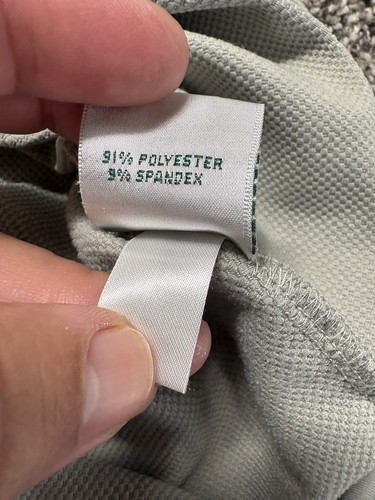 91% POLYESTER
9% SPANDEX